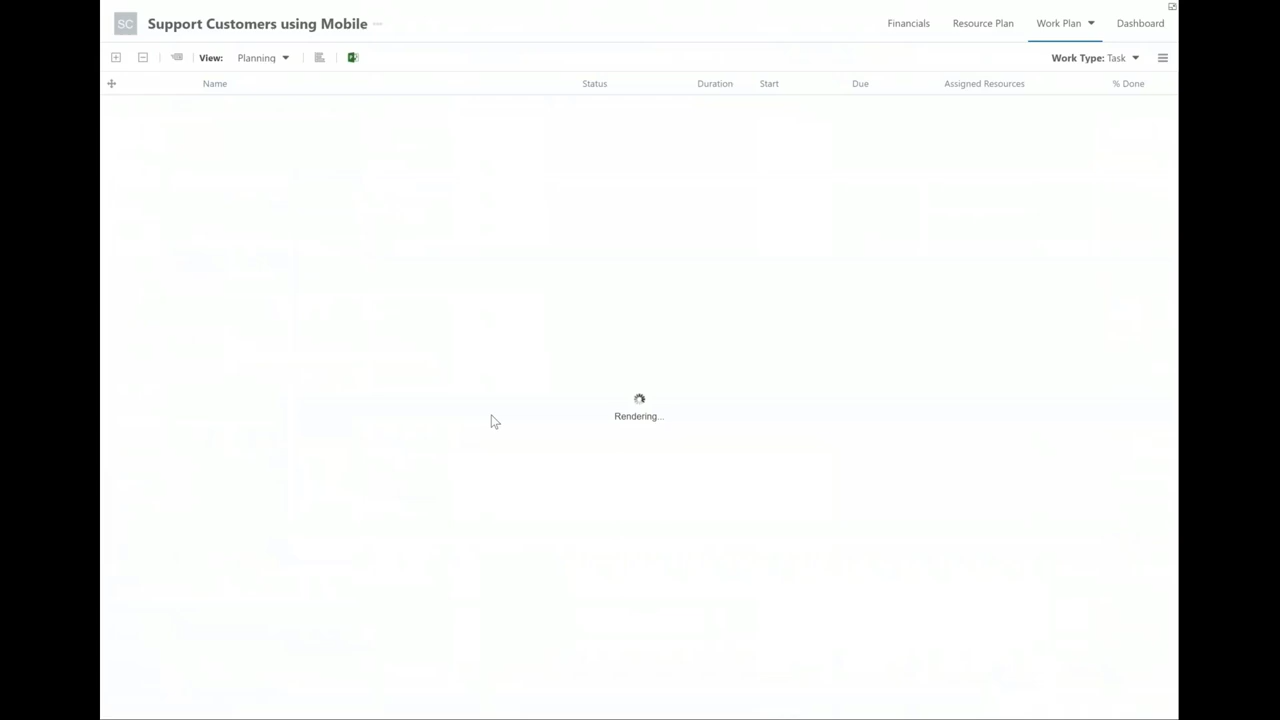 SC Support Customers using Mobile
Financials Resource Plan Work Plan Dashboard
View: Planning Work Type: Task
Name Status Duration Start Due Assigned Resources % Done
Rendering...